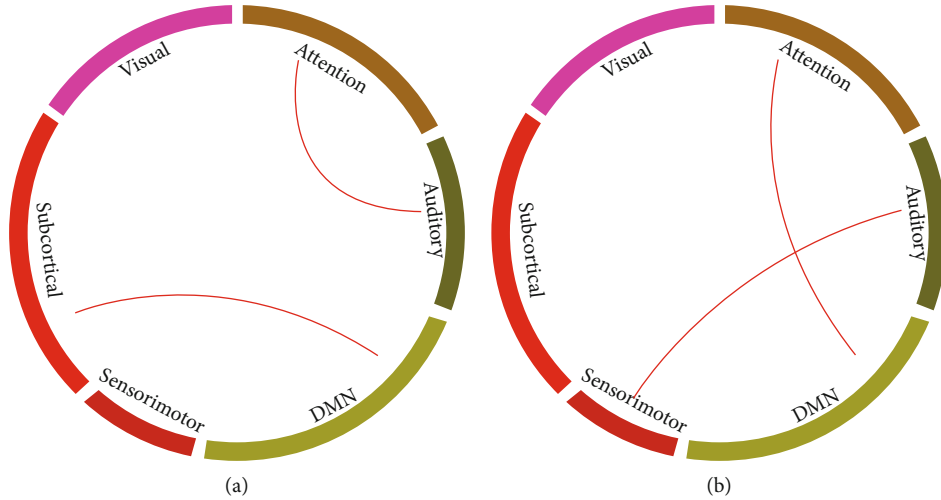 Visual
Attention
Auditory
Subcortical
Sensorimotor
DMN
(a)
Visual
Attention
Auditory
Subcortical
Sensorimotor
DMN
(b)